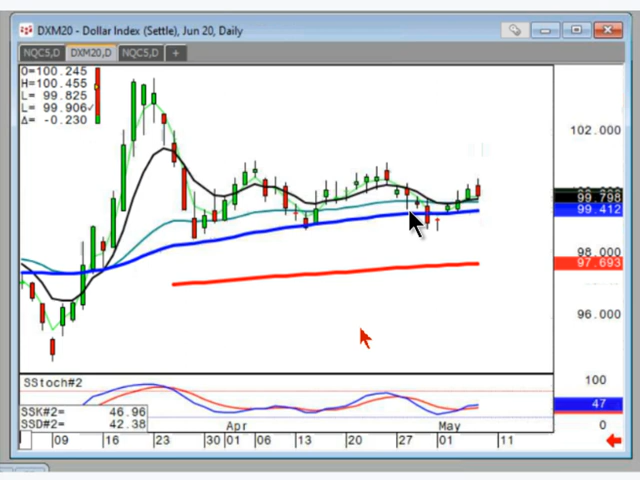 DXM20 - Dollar Index (Settle), Jun 20, Daily
NQC5,D DXM20,D NQC5,D +
O=100.245
H=100.455
L= 99.825
L= 99.906✓
Δ= -0.230
102.000
99.798
99.412
98.000
97.693
96.000
SStoch#2
100
47
0
SSK#2= 46.96
SSD#2= 42.38
Apr May
09 16 23 30 01 06 13 20 27 01 11